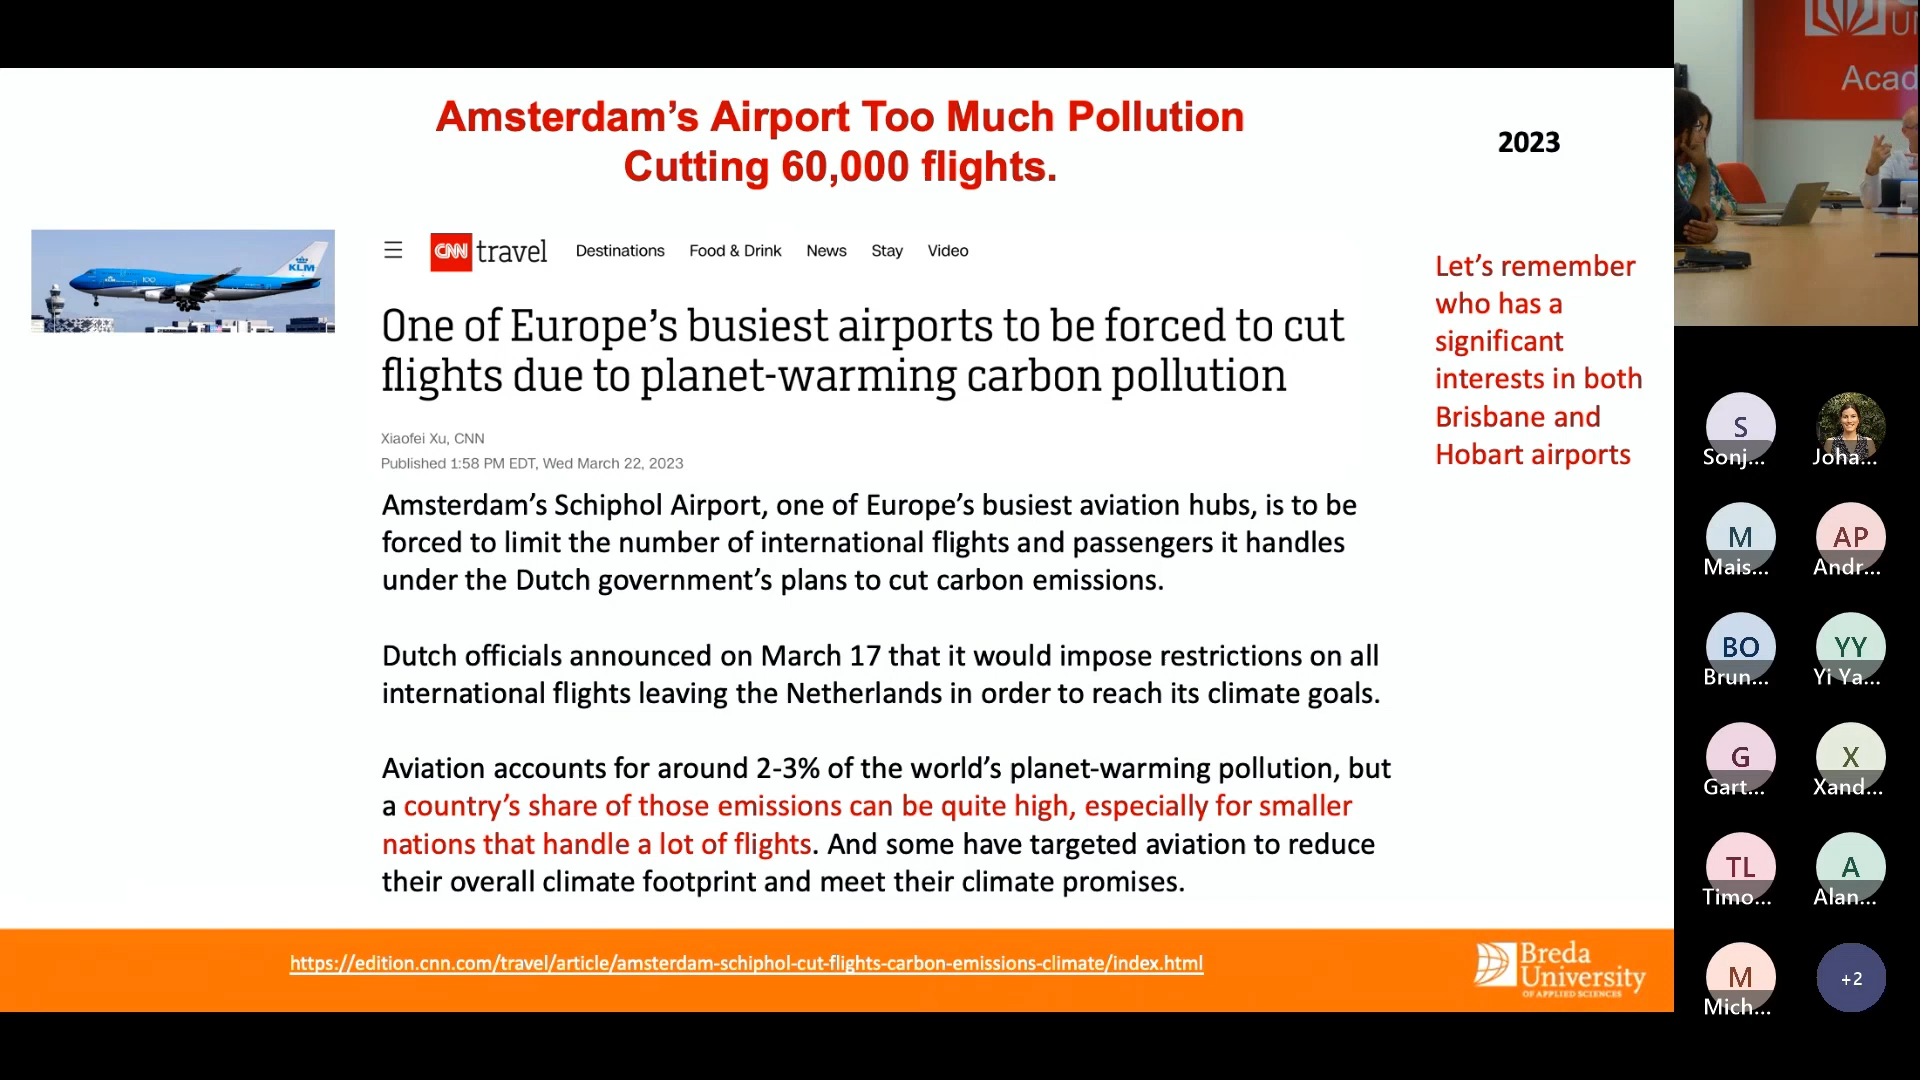 Amsterdam’s Airport Too Much Pollution
Cutting 60,000 flights.
2023
KLM
100
CNN travel Destinations Food & Drink News Stay Video
One of Europe’s busiest airports to be forced to cut
flights due to planet-warming carbon pollution
Xiaofei Xu, CNN
Published 1:58 PM EDT, Wed March 22, 2023
Amsterdam’s Schiphol Airport, one of Europe’s busiest aviation hubs, is to be
forced to limit the number of international flights and passengers it handles
under the Dutch government’s plans to cut carbon emissions.
Dutch officials announced on March 17 that it would impose restrictions on all
international flights leaving the Netherlands in order to reach its climate goals.
Aviation accounts for around 2-3% of the world’s planet-warming pollution, but
a country’s share of those emissions can be quite high, especially for smaller
nations that handle a lot of flights. And some have targeted aviation to reduce
their overall climate footprint and meet their climate promises.
Let’s remember
who has a
significant
interests in both
Brisbane and
Hobart airports
https://edition.cnn.com/travel/article/amsterdam-schiphol-cut-flights-carbon-emissions-climate/index.html
Breda
University
OF APPLIED SCIENCES
UN
Acad
S
Sonj...
Joha...
M
Mais...
AP
Andr...
BO
Brun...
YY
Yi Ya...
G
Gart...
X
Xand...
TL
Timo...
A
Alan...
M
Mich...
+2